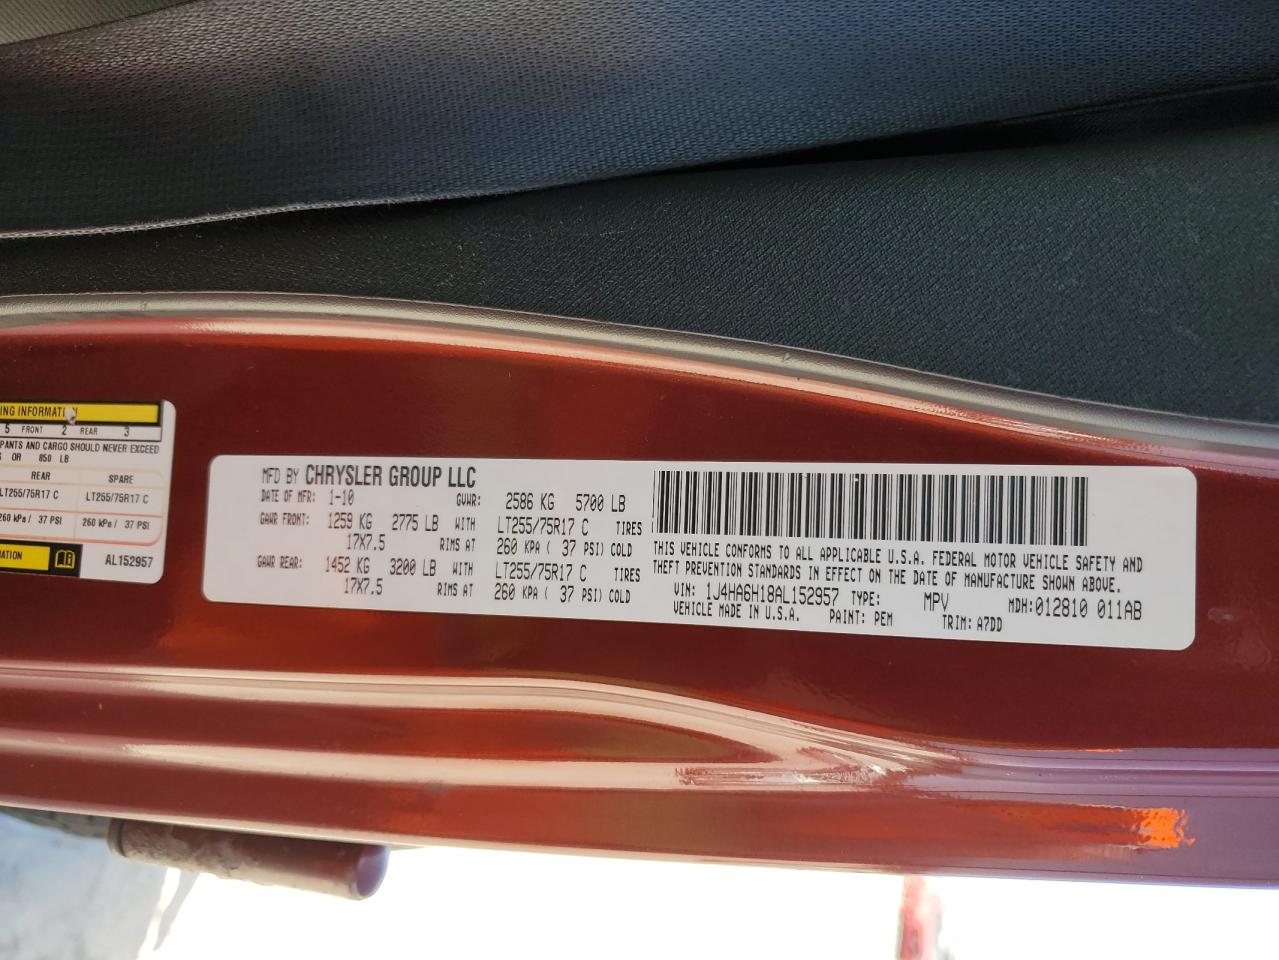 ING INFORMATI N
5 FRONT 2 REAR 3
PANTS AND CARGO SHOULD NEVER EXCEED
S OR 850 LB
REAR SPARE
LT255/75R17 C LT255/75R17 C
260 kPa / 37 PSI 260 kPa / 37 PSI
MATION
AL152957
MFD BY CHRYSLER GROUP LLC
DATE OF MFR: 1-10 GVWR: 2586 KG 5700 LB
GAWR FRONT: 1259 KG 2775 LB WITH LT255/75R17 C TIRES
17X7.5 RIMS AT 260 KPA ( 37 PSI) COLD
GAWR REAR: 1452 KG 3200 LB WITH LT255/75R17 C TIRES
17X7.5 RIMS AT 260 KPA ( 37 PSI) COLD
THIS VEHICLE CONFORMS TO ALL APPLICABLE U.S.A. FEDERAL MOTOR VEHICLE SAFETY AND
THEFT PREVENTION STANDARDS IN EFFECT ON THE DATE OF MANUFACTURE SHOWN ABOVE.
VIN: 1J4HA6H18AL152957 TYPE: MPV MDH:012810 011AB
VEHICLE MADE IN U.S.A. PAINT: PEM TRIM: A7DD